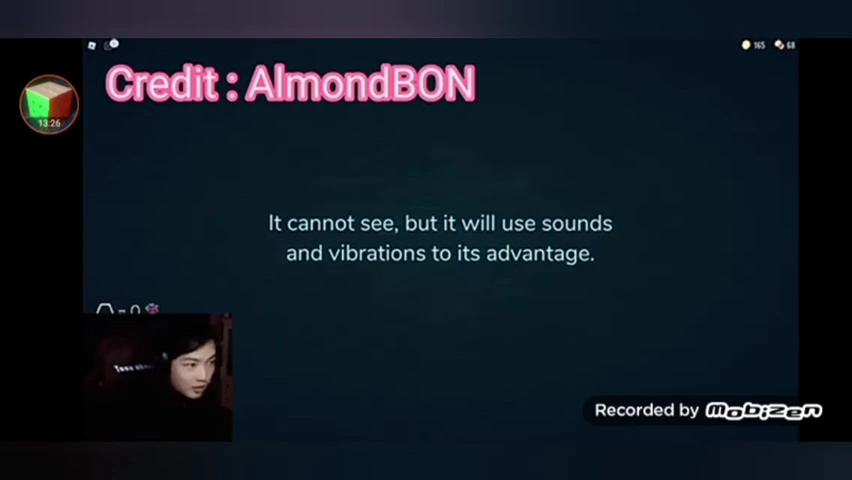 165 68
Credit : AlmondBON
13:26
It cannot see, but it will use sounds
and vibrations to its advantage.
= 0
Recorded by Mobizen